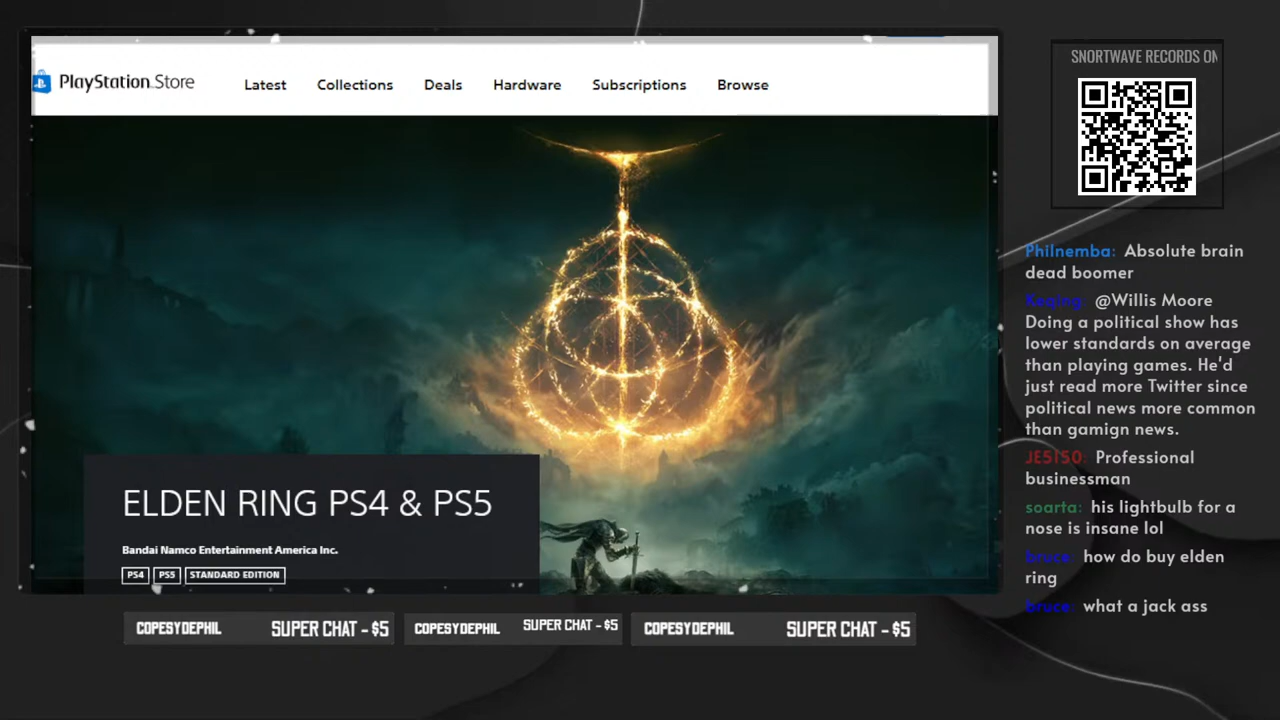 PlayStation Store
Latest
Collections
Deals
Hardware
Subscriptions
Browse
ELDEN RING PS4 & PS5
Bandai Namco Entertainment America Inc.
PS4
PS5
STANDARD EDITION
COPESYDEPHIL SUPER CHAT - $5
COPESYDEPHIL SUPER CHAT - $5
COPESYDEPHIL SUPER CHAT - $5
SNORTWAVE RECORDS ON
Philnemba: Absolute brain
dead boomer
Keqing: @Willis Moore
Doing a political show has
lower standards on average
than playing games. He'd
just read more Twitter since
political news more common
than gamign news.
JE5150: Professional
businessman
soarta: his lightbulb for a
nose is insane lol
bruce: how do buy elden
ring
bruce: what a jack ass